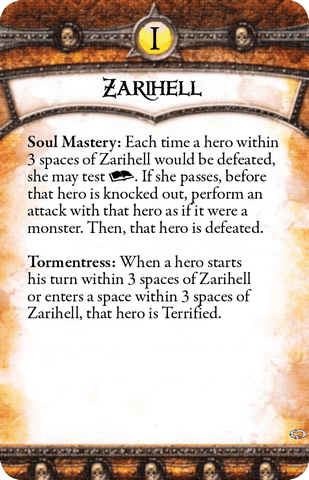 I
ZARIHELL
Soul Mastery: Each time a hero within
3 spaces of Zarihell would be defeated,
she may test . If she passes, before
that hero is knocked out, perform an
attack with that hero as if it were a
monster. Then, that hero is defeated.
Tormentress: When a hero starts
his turn within 3 spaces of Zarihell
or enters a space within 3 spaces of
Zarihell, that hero is Terrified.